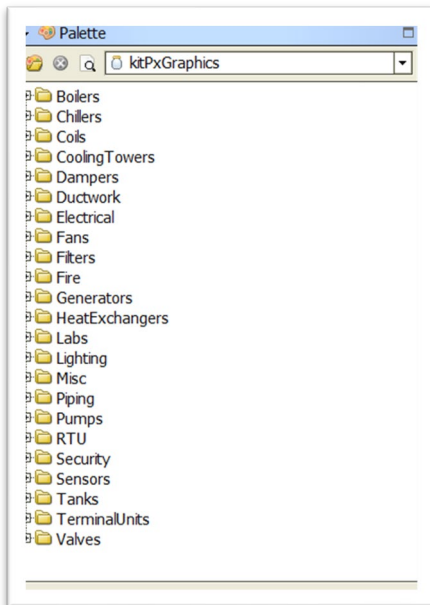 Palette
kitPxGraphics
Boilers
Chillers
Coils
CoolingTowers
Dampers
Ductwork
Electrical
Fans
Filters
Fire
Generators
HeatExchangers
Labs
Lighting
Misc
Piping
Pumps
RTU
Security
Sensors
Tanks
TerminalUnits
Valves